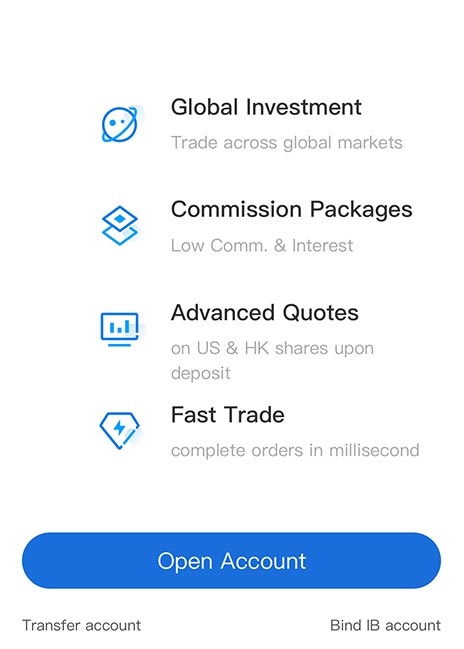 Global Investment
Trade across global markets
Commission Packages
Low Comm. & Interest
Advanced Quotes
on US & HK shares upon
deposit
Fast Trade
complete orders in millisecond
Open Account
Transfer account
Bind IB account